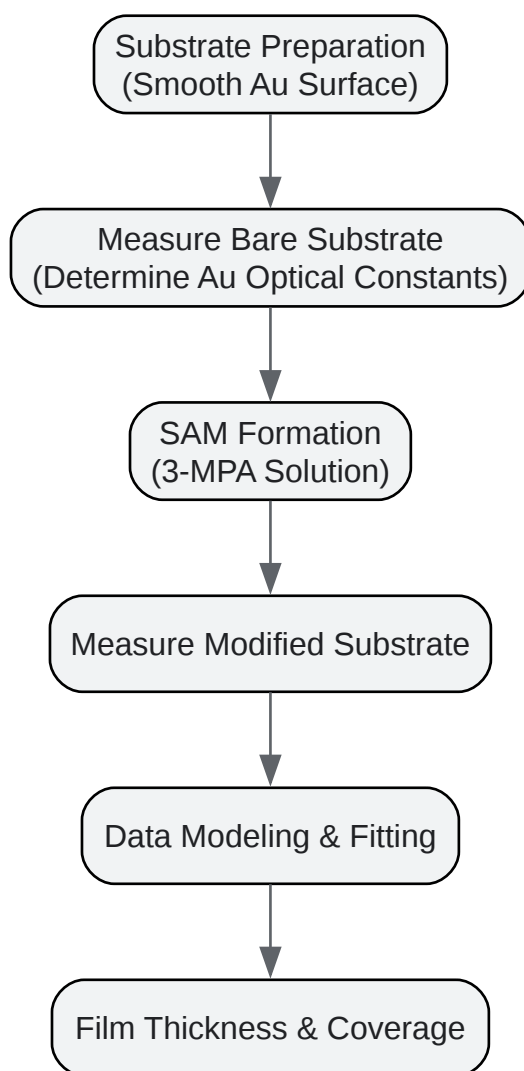 Substrate Preparation
(Smooth Au Surface)
Measure Bare Substrate
(Determine Au Optical Constants)
SAM Formation
(3-MPA Solution)
Measure Modified Substrate
Data Modeling & Fitting
Film Thickness & Coverage